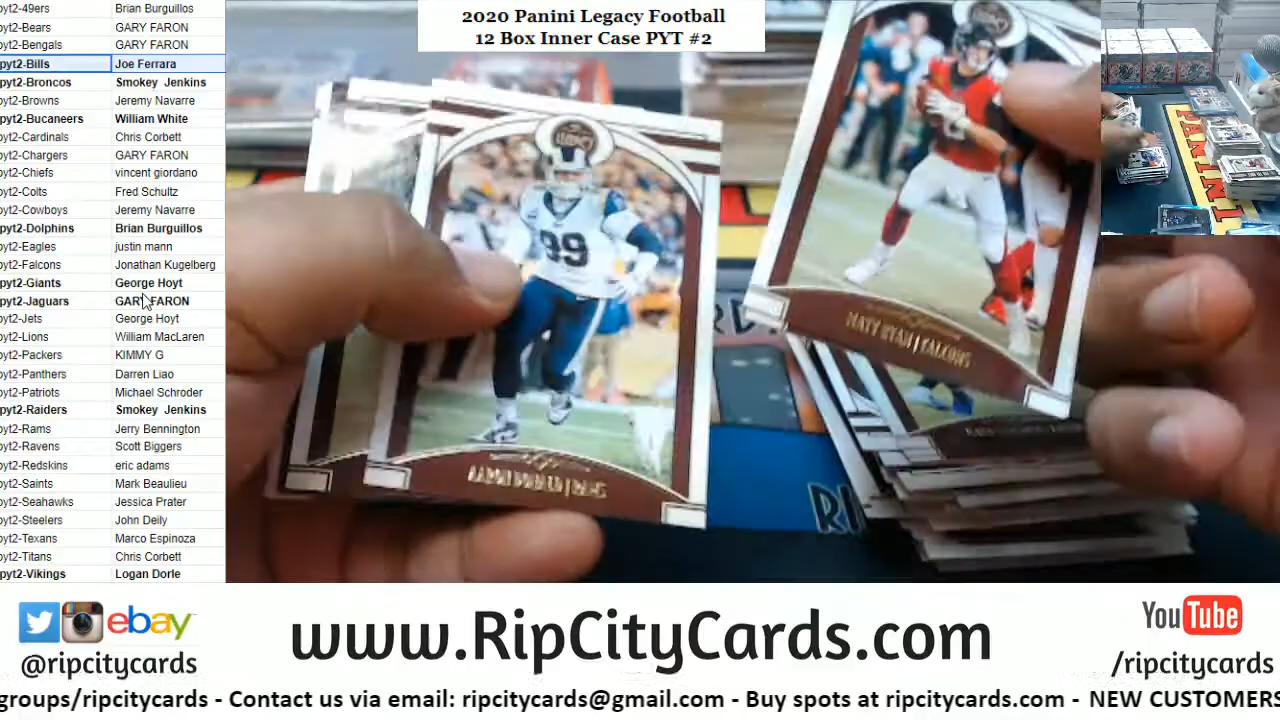 pyt2-49ers Brian Burguillos
pyt2-Bears GARY FARON
pyt2-Bengals GARY FARON
pyt2-Bills Joe Ferrara
pyt2-Broncos Smokey Jenkins
pyt2-Browns Jeremy Navarre
pyt2-Bucaneers William White
pyt2-Cardinals Chris Corbett
pyt2-Chargers GARY FARON
pyt2-Chiefs vincent giordano
pyt2-Colts Fred Schultz
pyt2-Cowboys Jeremy Navarre
pyt2-Dolphins Brian Burguillos
pyt2-Eagles justin mann
pyt2-Falcons Jonathan Kugelberg
pyt2-Giants George Hoyt
pyt2-Jaguars GARY FARON
pyt2-Jets George Hoyt
pyt2-Lions William MacLaren
pyt2-Packers KIMMY G
pyt2-Panthers Darren Liao
pyt2-Patriots Michael Schroder
pyt2-Raiders Smokey Jenkins
pyt2-Rams Jerry Bennington
pyt2-Ravens Scott Biggers
pyt2-Redskins eric adams
pyt2-Saints Mark Beaulieu
pyt2-Seahawks Jessica Prater
pyt2-Steelers John Deily
pyt2-Texans Marco Espinoza
pyt2-Titans Chris Corbett
pyt2-Vikings Logan Dorle
2020 Panini Legacy Football
12 Box Inner Case PYT #2
99
MATT RYAN | FALCONS
AARON DONALD | RAMS
PANINI
RI
ebay
@ripcitycards
www.RipCityCards.com
YouTube
/ripcitycards
groups/ripcitycards - Contact us via email: ripcitycards@gmail.com - Buy spots at ripcitycards.com - NEW CUSTOMERS